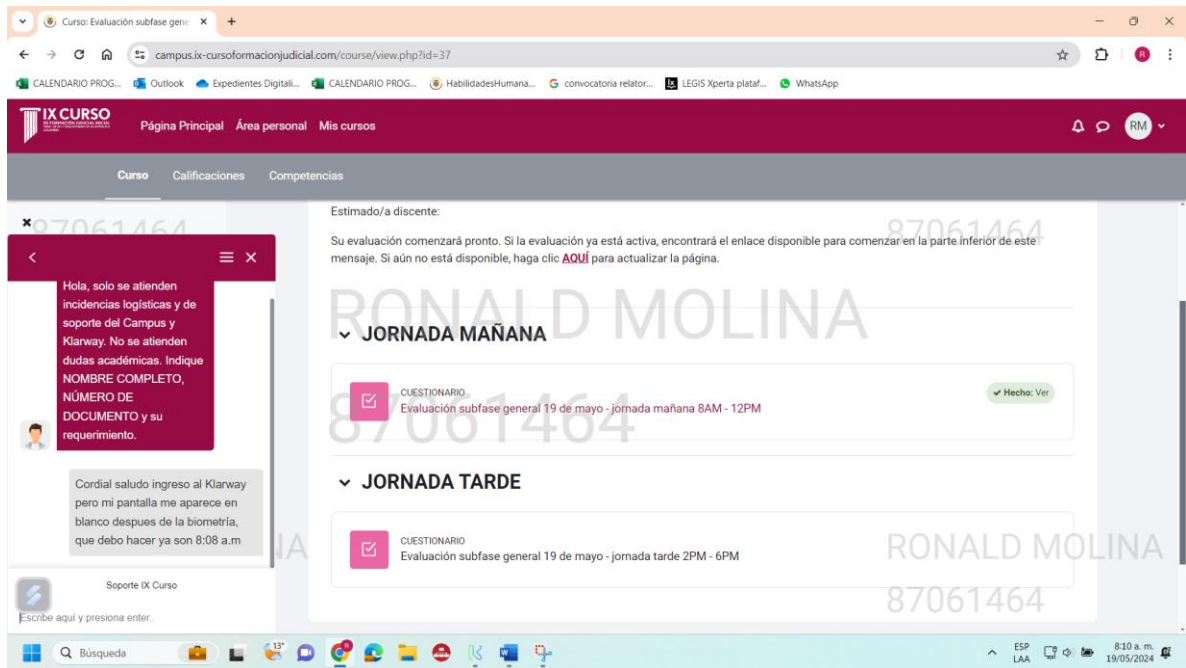 Curso: Evaluación subfase gene
campus.ix-cursoformacionjudicial.com/course/view.php?id=37
R
CALENDARIO PROG... Outlook Expedientes Digitali... CALENDARIO PROG... HabilidadesHumana... convocatoria relator... LEGIS Xperta plataf... WhatsApp
IX CURSO
Página Principal Área personal Mis cursos
RM
Curso Calificaciones Competencias
87061464
87061464
Hola, solo se atienden
incidencias logísticas y de
soporte del Campus y
Klarway. No se atienden
dudas académicas. Indique
NOMBRE COMPLETO,
NÚMERO DE
DOCUMENTO y su
requerimiento.
Cordial saludo ingreso al Klarway
pero mi pantalla me aparece en
blanco despues de la biometría,
que debo hacer ya son 8:08 a.m
Soporte IX Curso
Escribe aquí y presiona enter..
Estimado/a discente:
Su evaluación comenzará pronto. Si la evaluación ya está activa, encontrará el enlace disponible para comenzar en la parte inferior de este
mensaje. Si aún no está disponible, haga clic AQUÍ para actualizar la página.
RONALD MOLINA
JORNADA MAÑANA
CUESTIONARIO
Evaluación subfase general 19 de mayo - jornada mañana 8AM - 12PM
Hecho: Ver
87061464
JORNADA TARDE
CUESTIONARIO
Evaluación subfase general 19 de mayo - jornada tarde 2PM - 6PM
NA
RONALD MOLINA
87061464
Búsqueda
13°
ESP
LAA
8:10 a. m.
19/05/2024